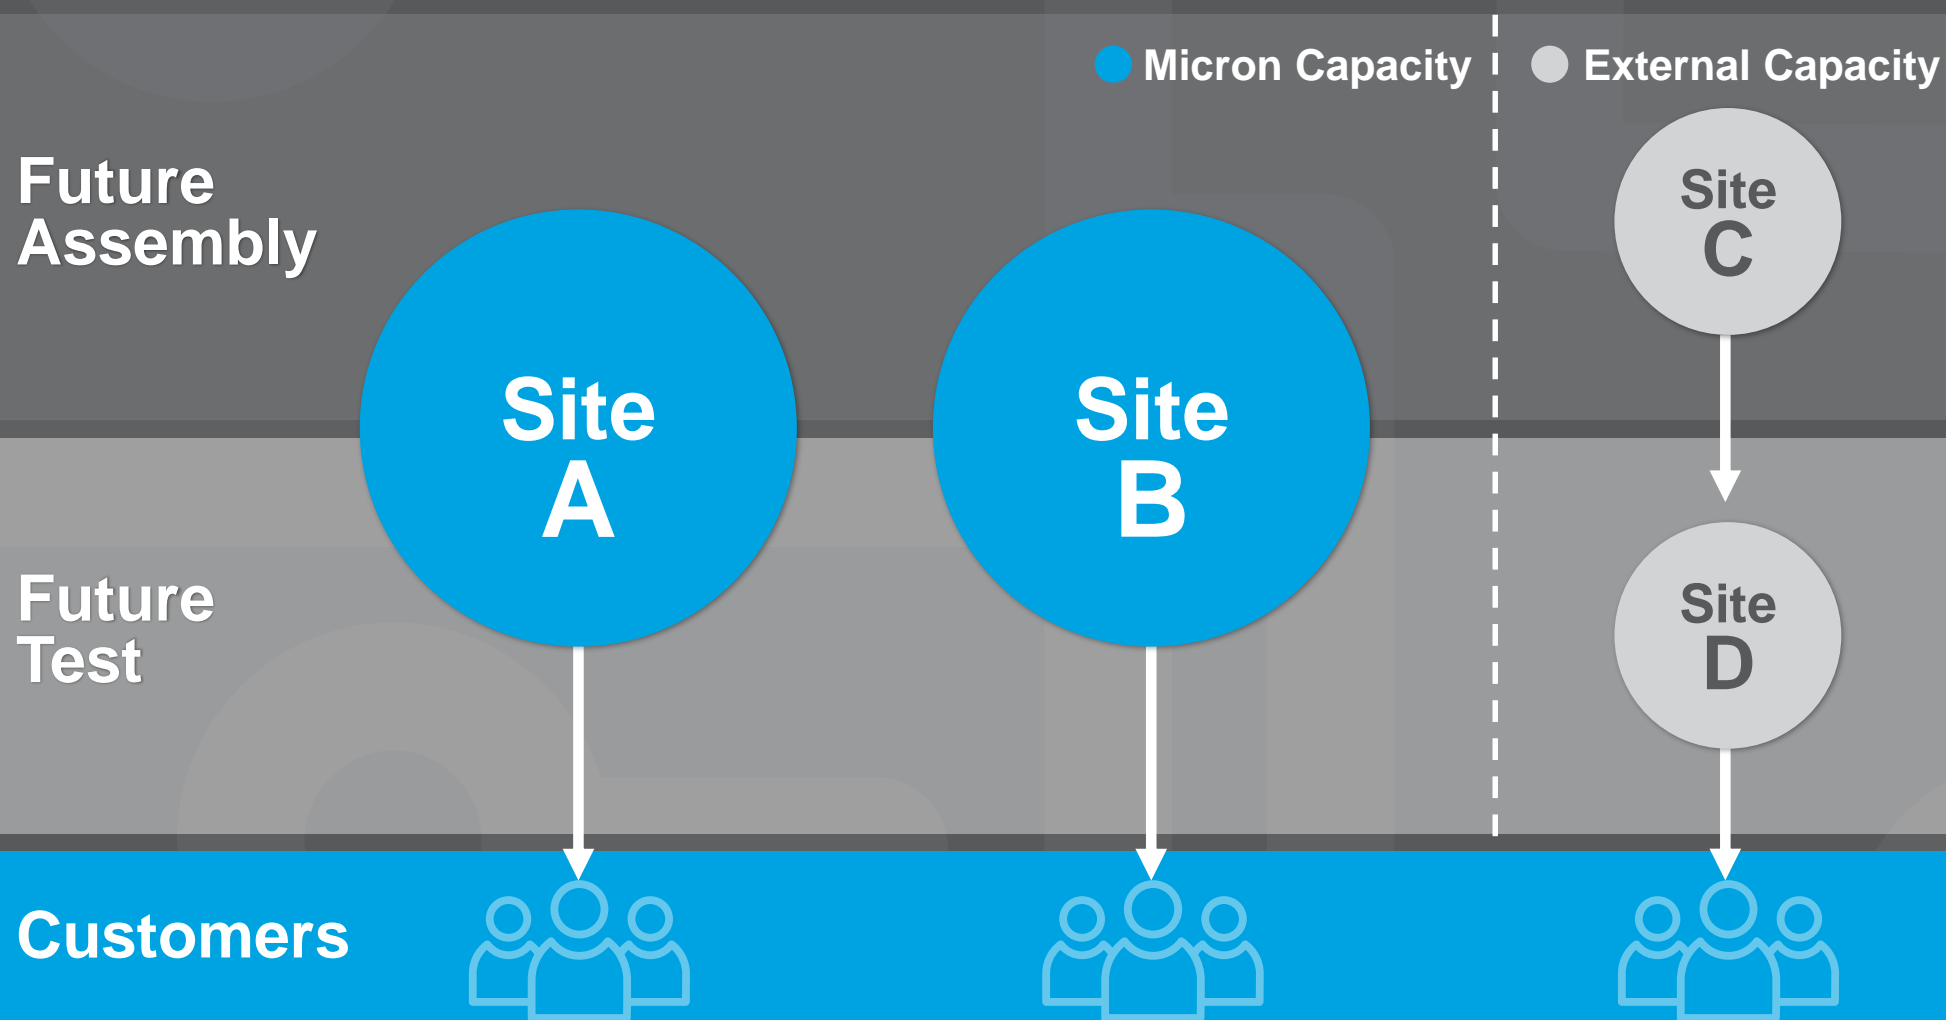 Micron Capacity
External Capacity
Future
Assembly
Site
A
Site
B
Site
C
Future
Test
Site
D
Customers